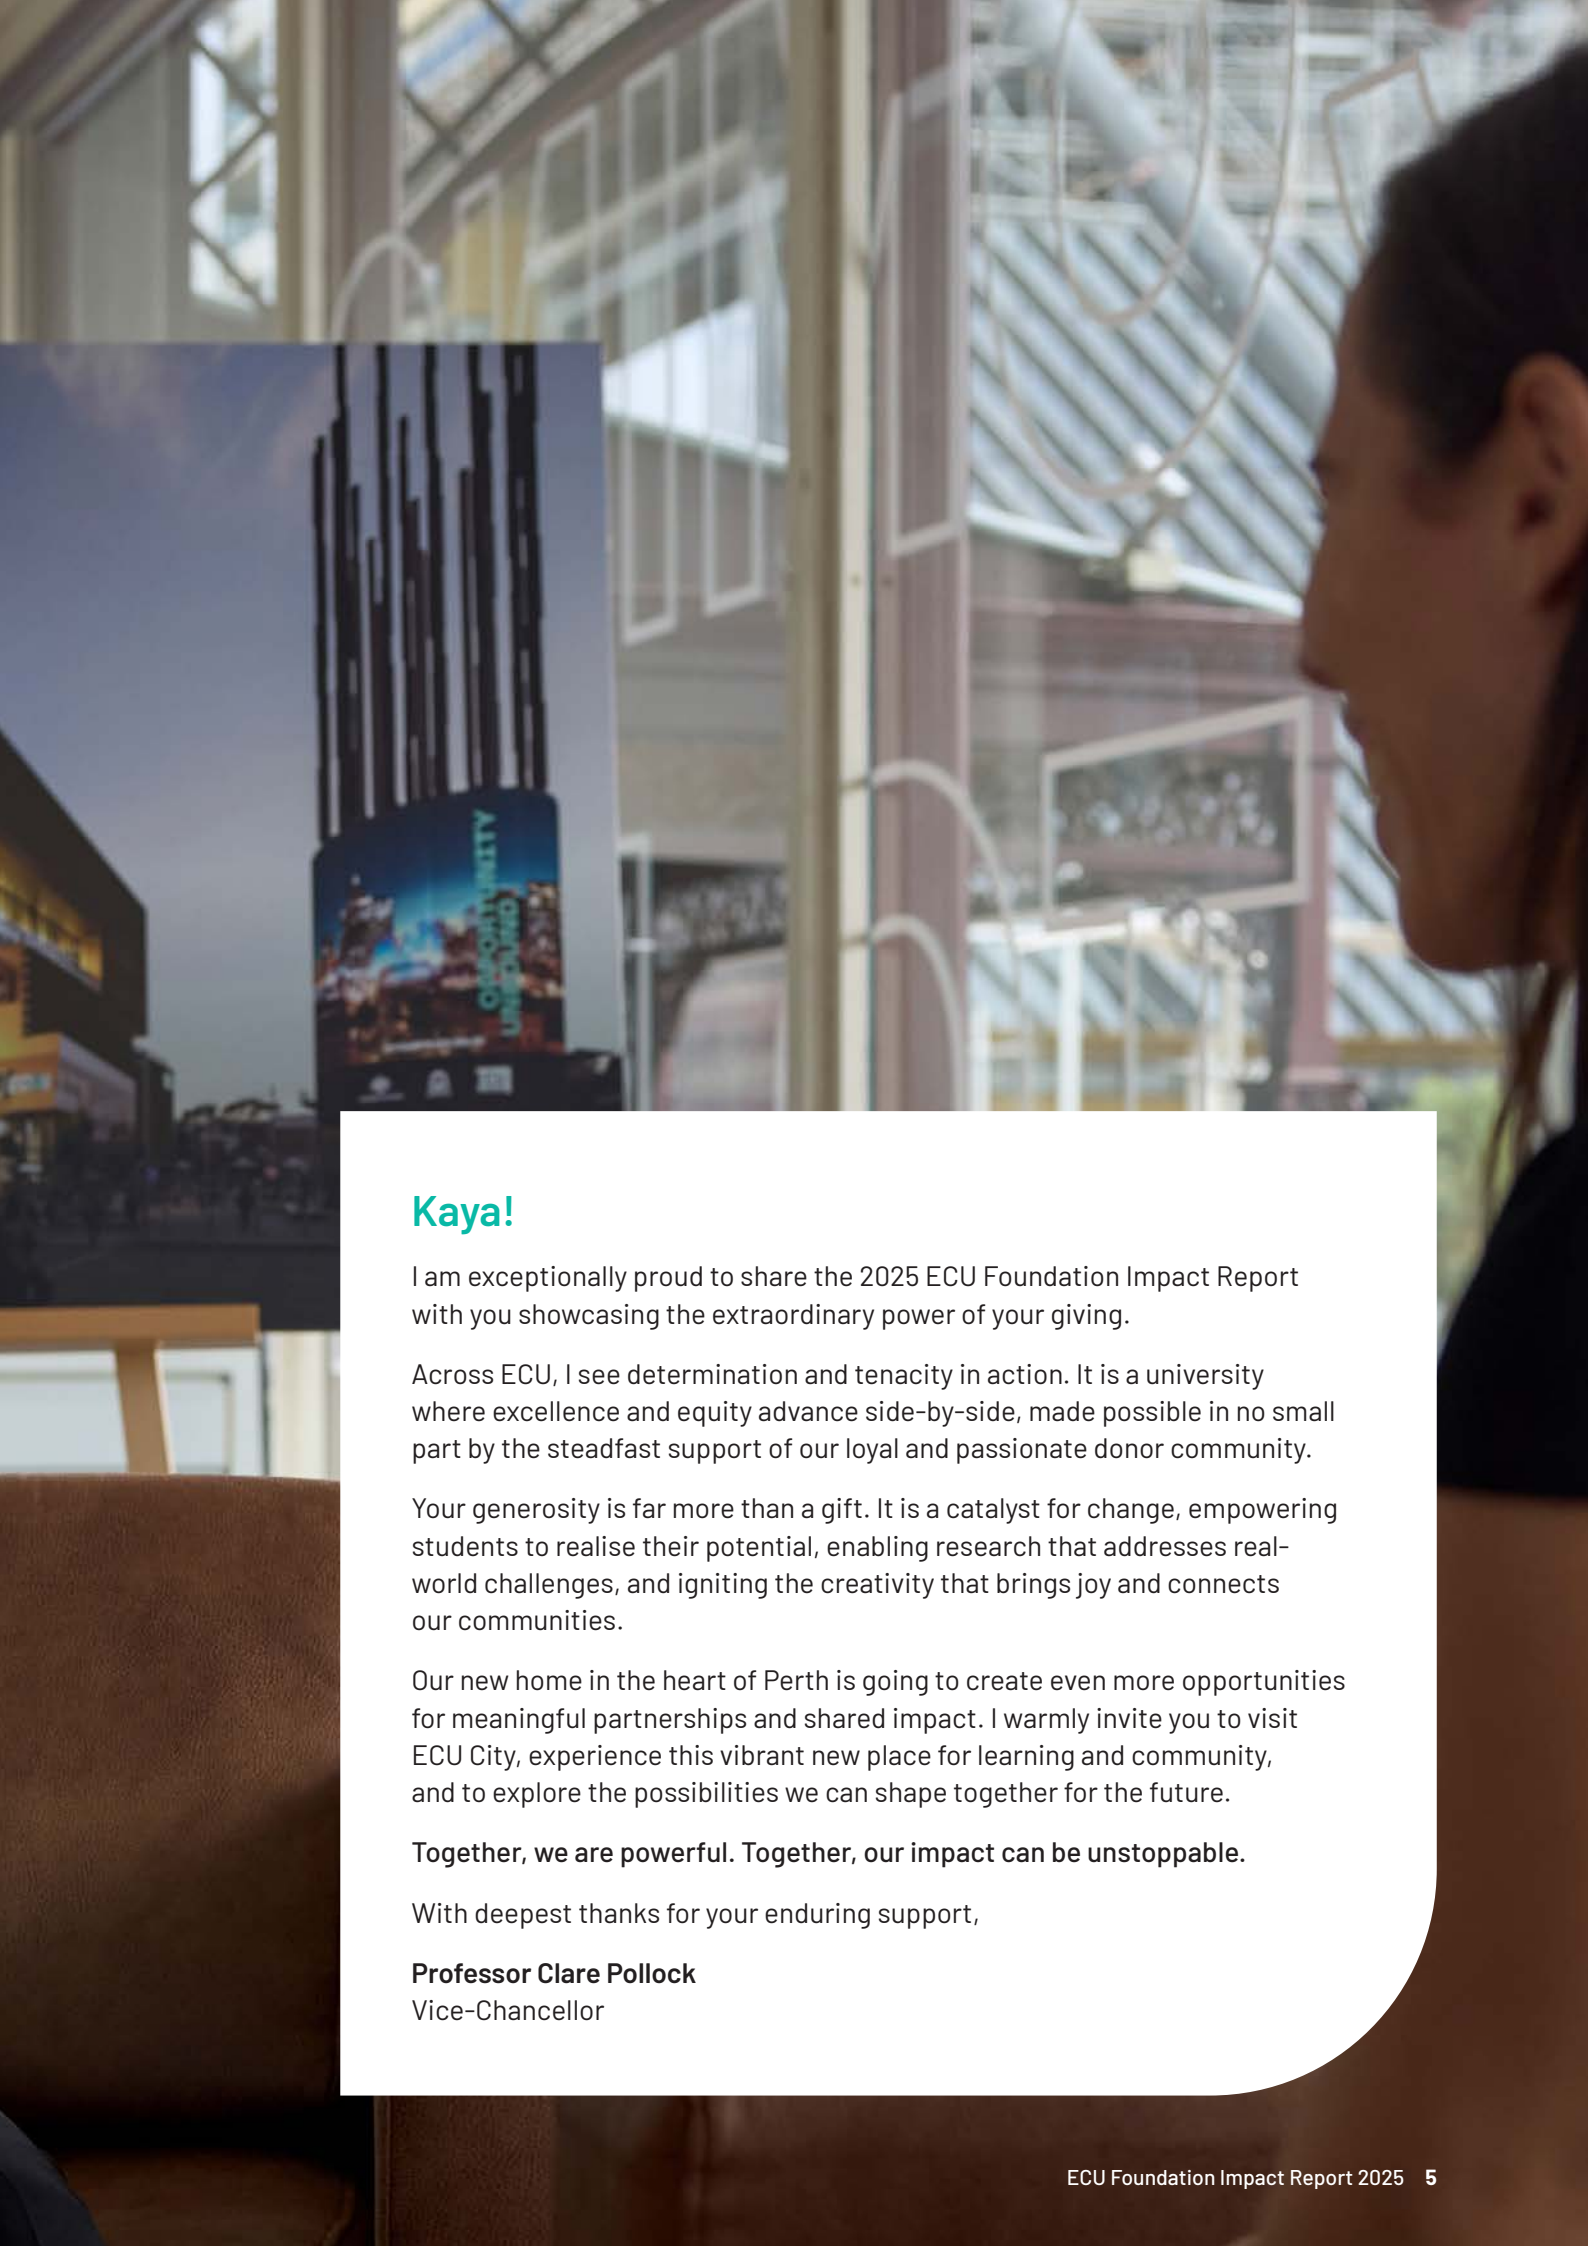 OPPORTUNITY
UNBOUND
Kaya!
I am exceptionally proud to share the 2025 ECU Foundation Impact Report
with you showcasing the extraordinary power of your giving.
Across ECU, I see determination and tenacity in action. It is a university
where excellence and equity advance side-by-side, made possible in no small
part by the steadfast support of our loyal and passionate donor community.
Your generosity is far more than a gift. It is a catalyst for change, empowering
students to realise their potential, enabling research that addresses real-
world challenges, and igniting the creativity that brings joy and connects
our communities.
Our new home in the heart of Perth is going to create even more opportunities
for meaningful partnerships and shared impact. I warmly invite you to visit
ECU City, experience this vibrant new place for learning and community,
and to explore the possibilities we can shape together for the future.
Together, we are powerful. Together, our impact can be unstoppable.
With deepest thanks for your enduring support,
Professor Clare Pollock
Vice-Chancellor
ECU Foundation Impact Report 2025 5